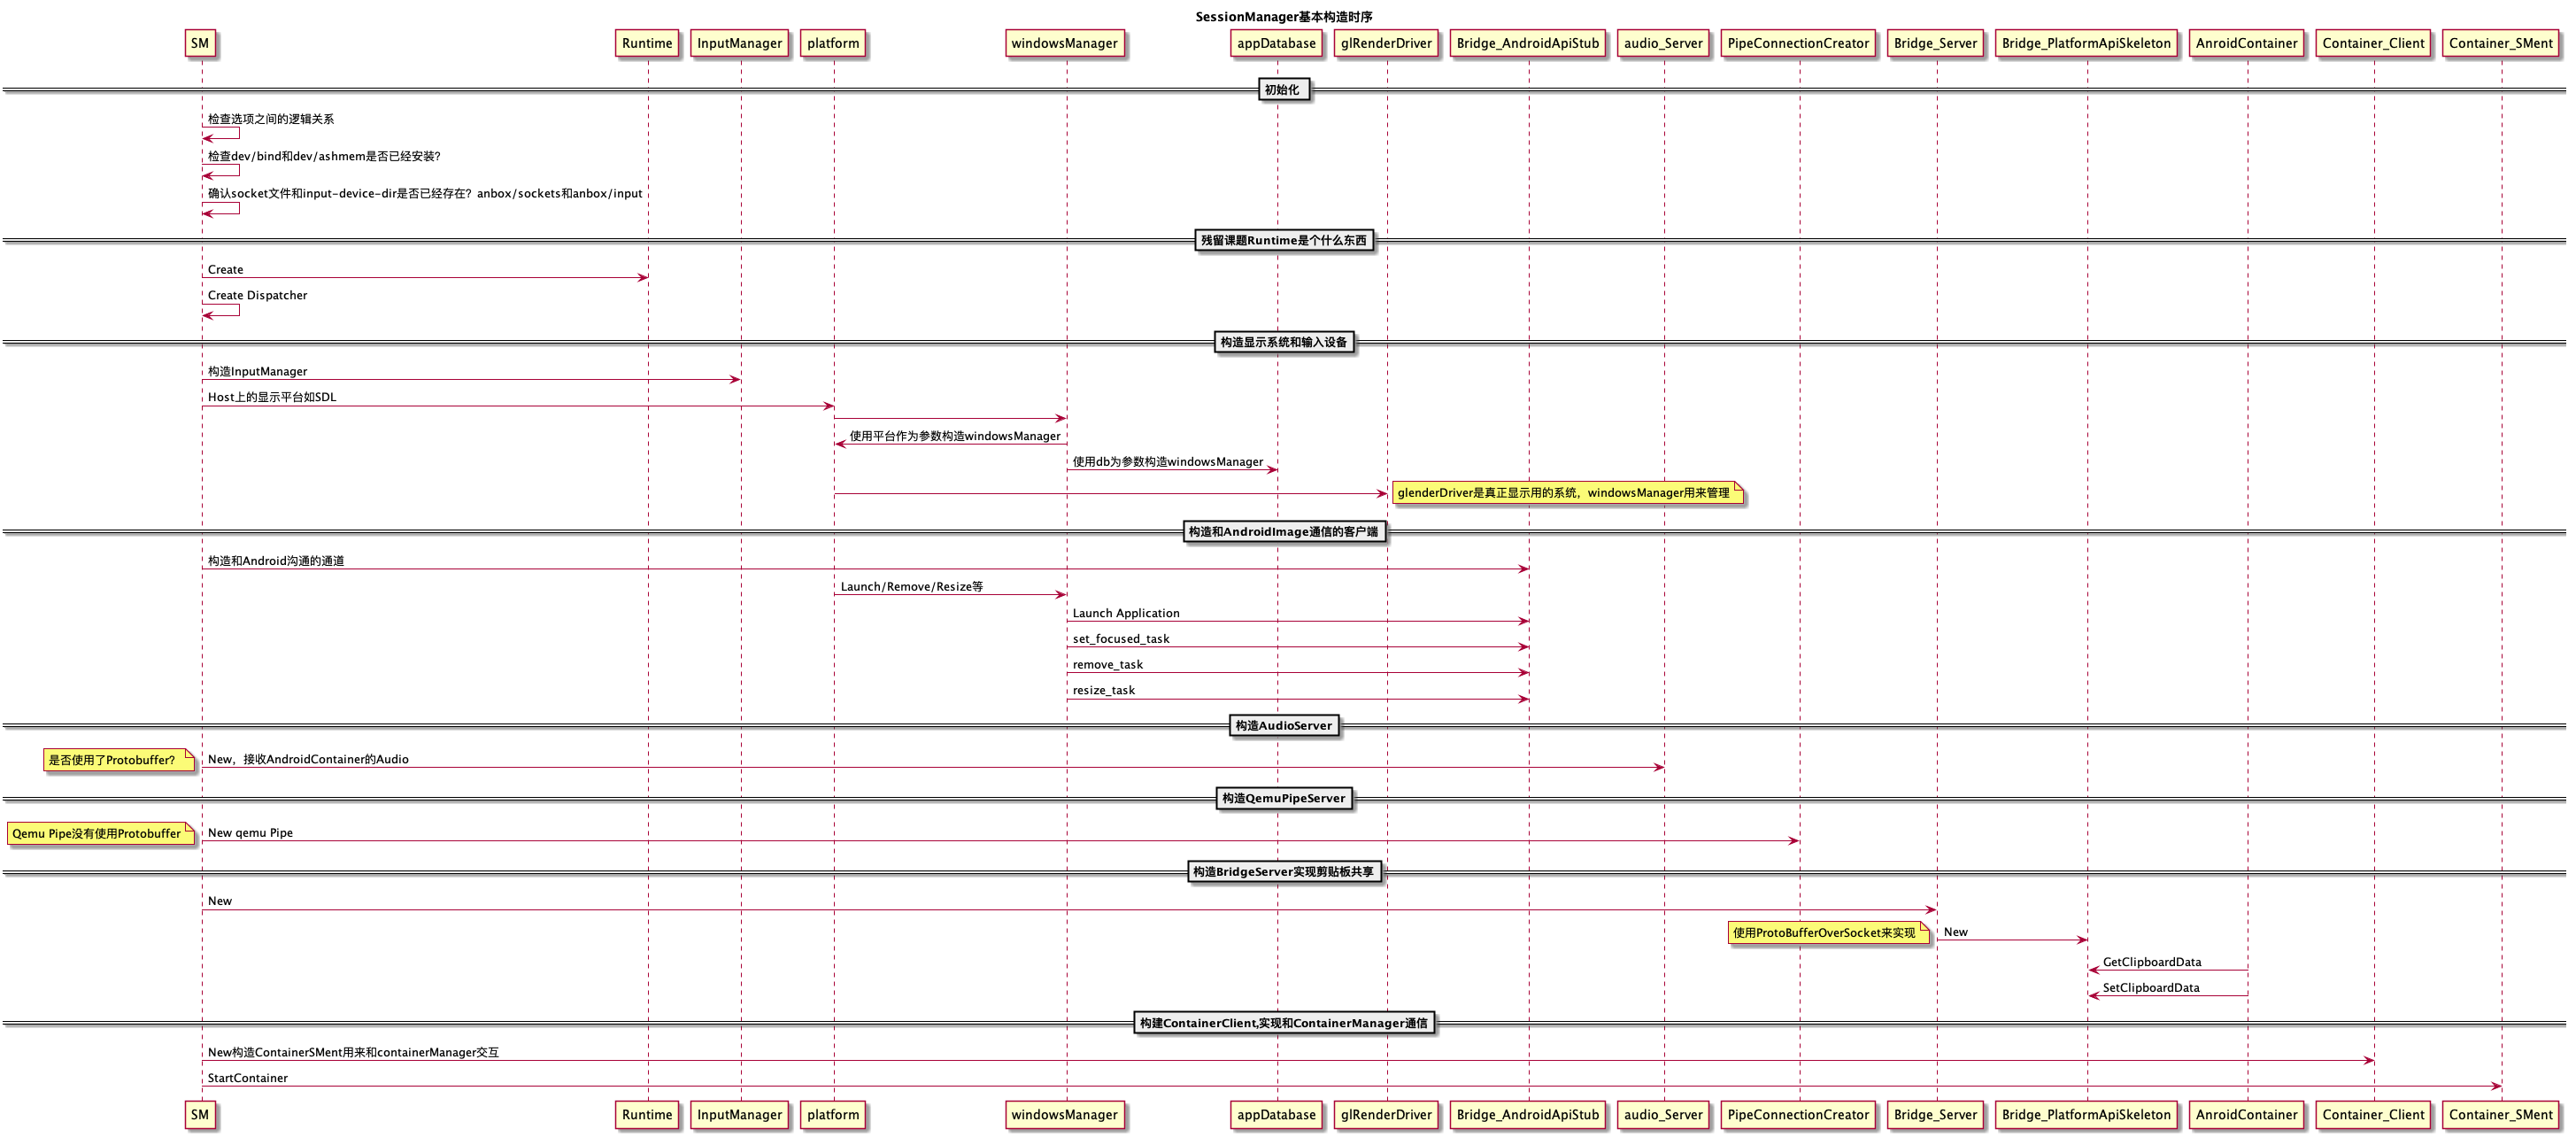 SessionManager基本构造时序
SM
Runtime
InputManager
platform
windowsManager
appDatabase
glRenderDriver
Bridge_AndroidApiStub
audio_Server
PipeConnectionCreator
Bridge_Server
Bridge_PlatformApiSkeleton
AnroidContainer
Container_Client
Container_SMent
初始化
检查选项之间的逻辑关系
检查dev/bind和dev/ashmem是否已经安装?
确认socket文件和input-device-dir是否已经存在? anbox/sockets和anbox/input
残留课题Runtime是个什么东西
Create
Create Dispatcher
构造显示系统和输入设备
构造InputManager
Host上的显示平台如SDL
使用平台作为参数构造windowsManager
使用db为参数构造windowsManager
glenderDriver是真正显示用的系统，windowsManager用来管理
构造和AndroidImage通信的客户端
构造和Android沟通的通道
Launch/Remove/Resize等
Launch Application
set_focused_task
remove_task
resize_task
构造AudioServer
是否使用了Protobuffer?
New，接收AndroidContainer的Audio
构造QemuPipeServer
Qemu Pipe没有使用Protobuffer
New qemu Pipe
构造BridgeServer实现剪贴板共享
New
使用ProtoBufferOverSocket来实现
New
GetClipboardData
SetClipboardData
构建ContainerClient,实现和ContainerManager通信
New构造ContainerSMent用来和containerManager交互
StartContainer
SM
Runtime
InputManager
platform
windowsManager
appDatabase
glRenderDriver
Bridge_AndroidApiStub
audio_Server
PipeConnectionCreator
Bridge_Server
Bridge_PlatformApiSkeleton
AnroidContainer
Container_Client
Container_SMent